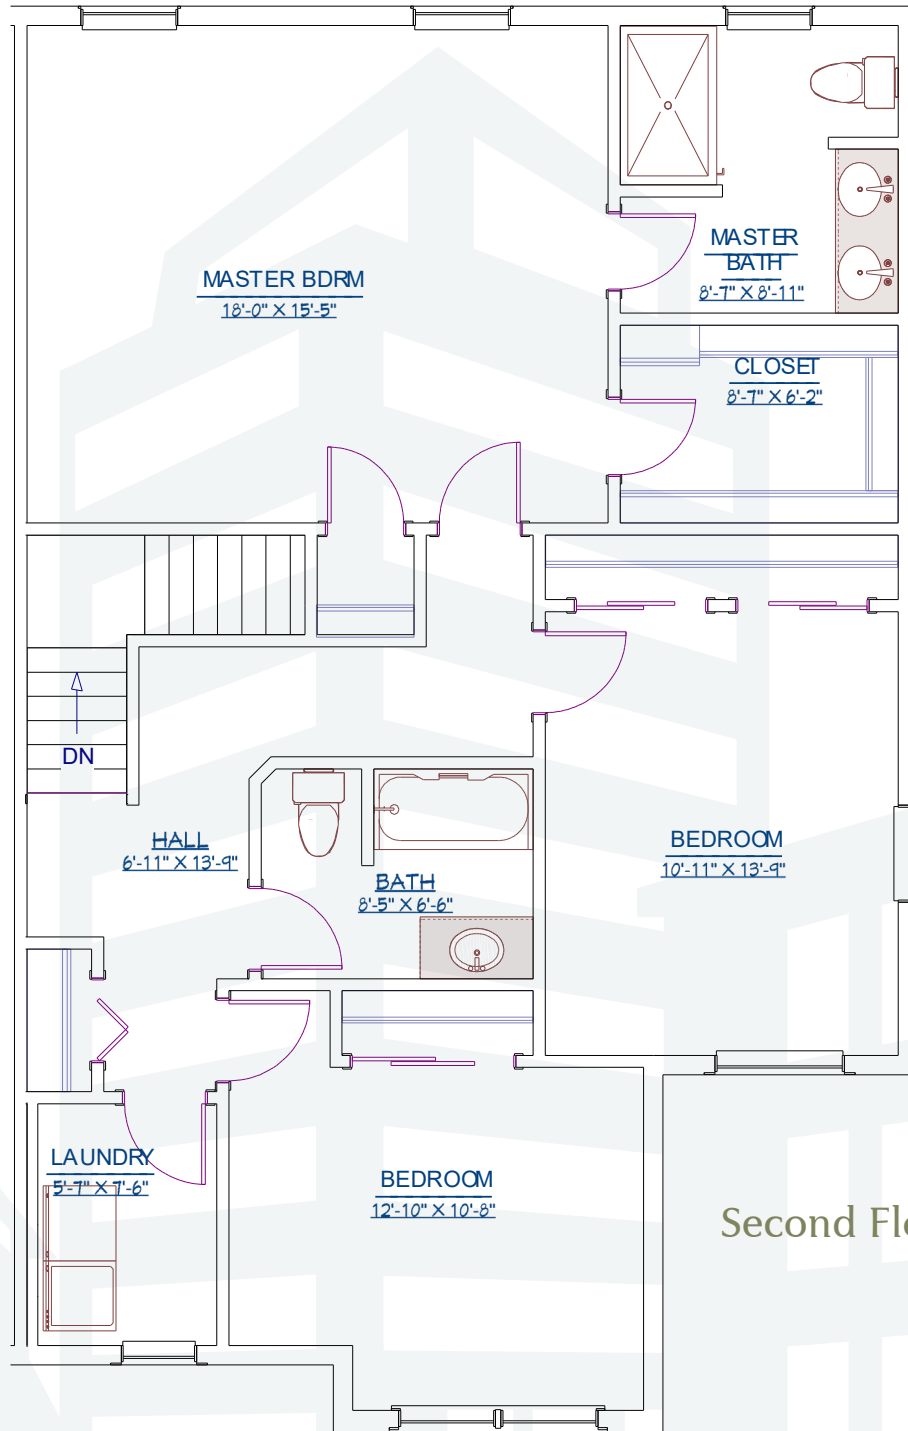 MASTER BDRM
18'-0" X 15'-5"
MASTER
BATH
8'-7" X 8'-11"
CLOSET
8'-7" X 6'-2"
DN
HALL
6'-11" X 13'-9"
BATH
8'-5" X 6'-6"
BEDROOM
10'-11" X 13'-9"
LAUNDRY
5'-7" X 7'-6"
BEDROOM
12'-10" X 10'-8"
Second